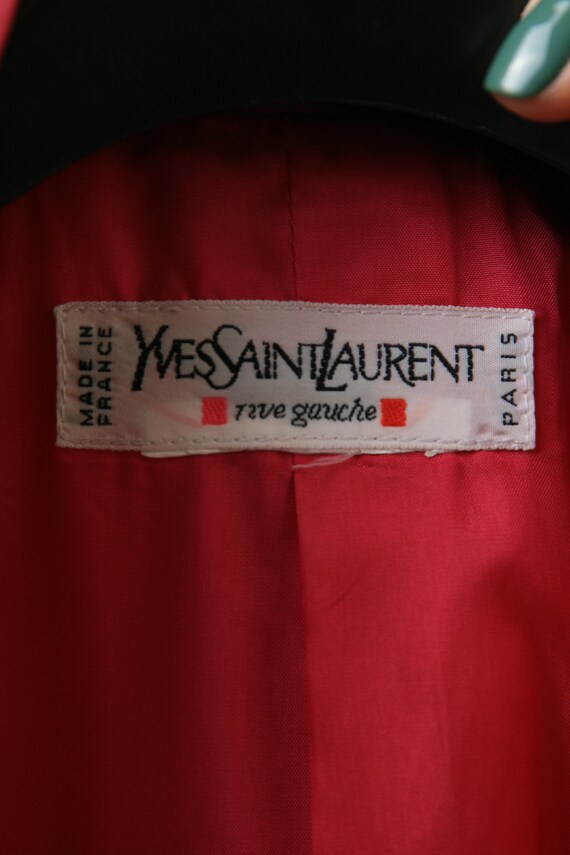 MADE IN
FRANCE
YVES SAINT LAURENT
rive gauche
PARIS